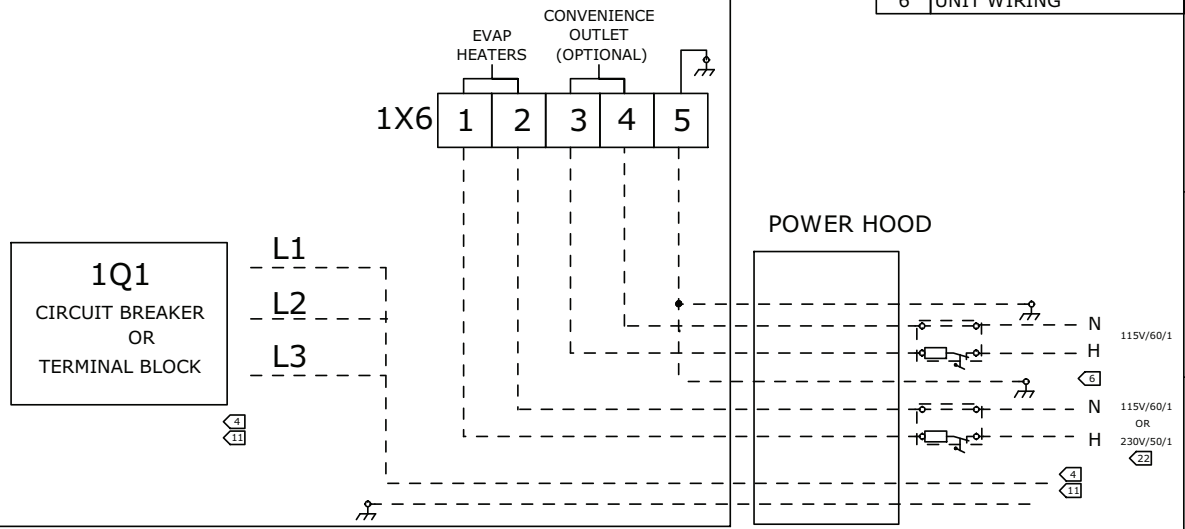 6 UNIT WIRING
CONVENIENCE
OUTLET
(OPTIONAL)
EVAP
HEATERS
1X6 1 2 3 4 5
POWER HOOD
1Q1
CIRCUIT BREAKER
OR
TERMINAL BLOCK
L1
L2
L3
4
11
N
115V/60/1
H
6
N
115V/60/1
OR
H
230V/50/1
22
4
11